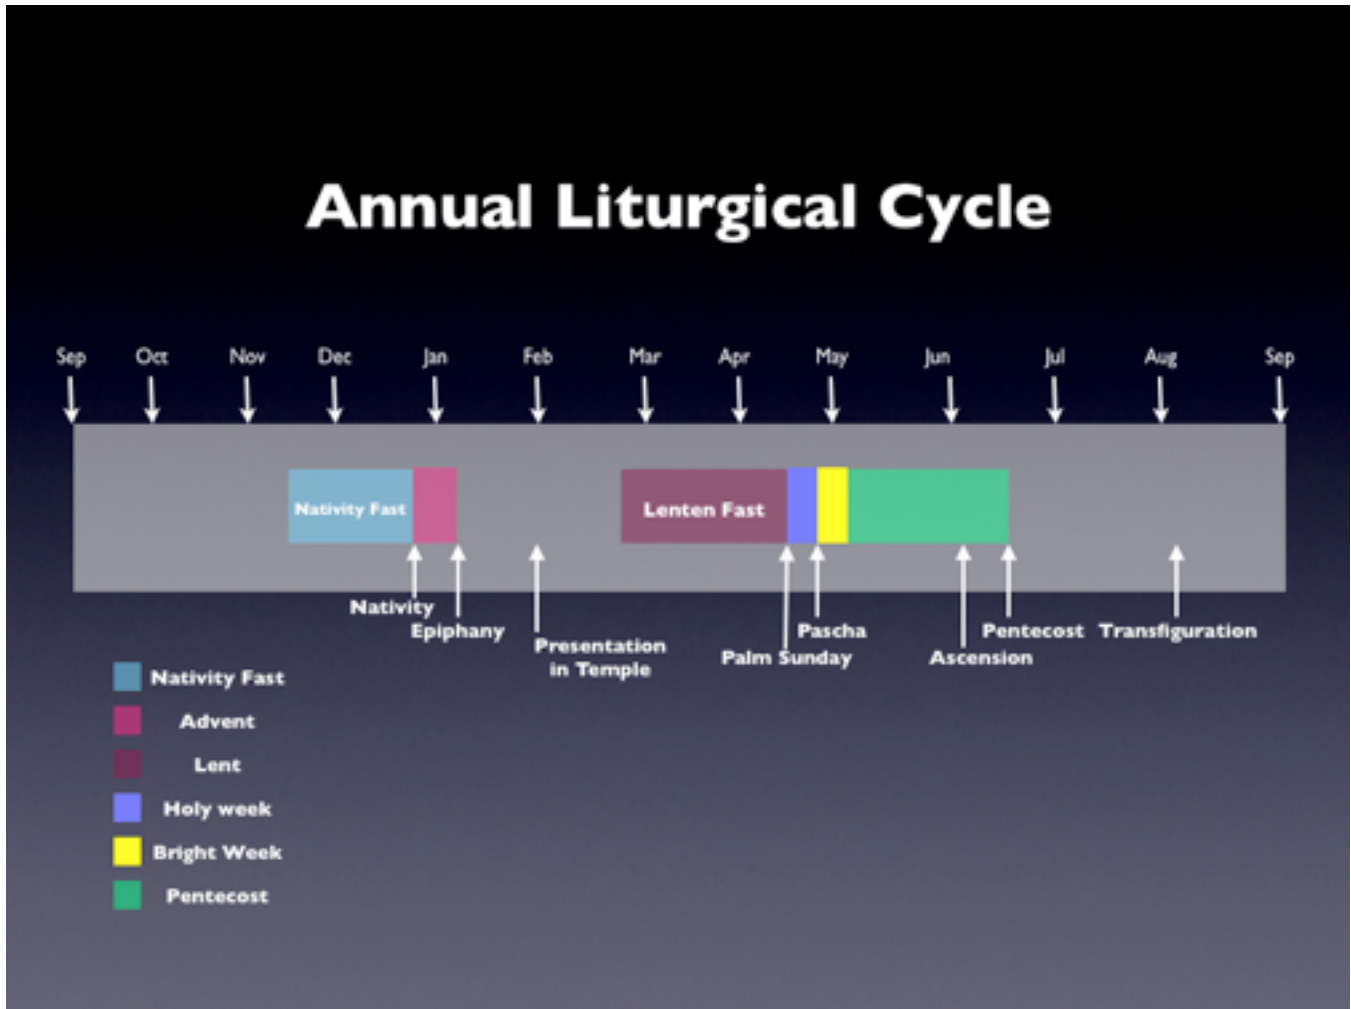 Annual Liturgical Cycle
Sep Oct Nov Dec Jan Feb Mar Apr May Jun Jul Aug Sep
Nativity Fast
Lenten Fast
Nativity
Epiphany
Presentation
in Temple
Palm Sunday
Pascha
Ascension
Pentecost
Transfiguration
Nativity Fast
Advent
Lent
Holy week
Bright Week
Pentecost